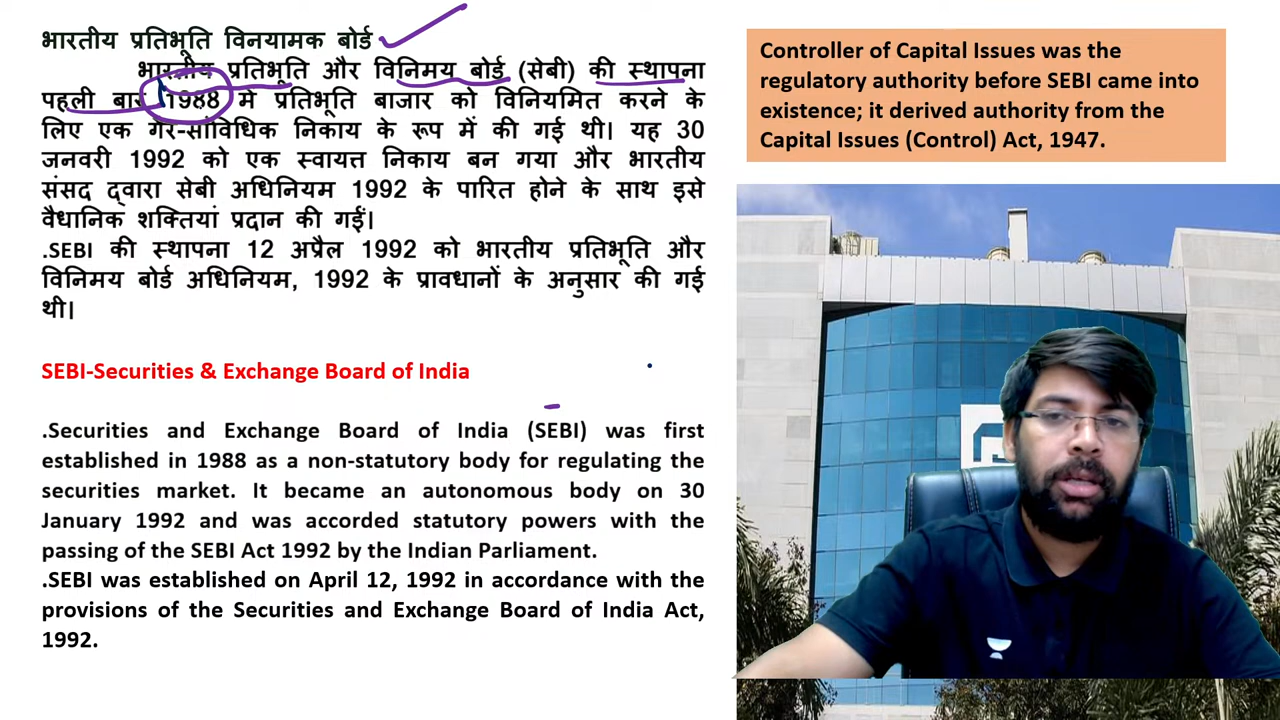 भारतीय प्रतिभूति विनयामक बोर्ड
भारतीय प्रतिभूति और विनिमय बोर्ड (सेबी) की स्थापना
पहली बार 1988 में प्रतिभूति बाजार को विनियमित करने के
लिए एक गैर-सांविधिक निकाय के रूप में की गई थी। यह 30
जनवरी 1992 को एक स्वायत्त निकाय बन गया और भारतीय
संसद द्वारा सेबी अधिनियम 1992 के पारित होने के साथ इसे
वैधानिक शक्तियां प्रदान की गईं।
.SEBI की स्थापना 12 अप्रैल 1992 को भारतीय प्रतिभूति और
विनिमय बोर्ड अधिनियम, 1992 के प्रावधानों के अनुसार की गई
थी।
SEBI-Securities & Exchange Board of India
.Securities and Exchange Board of India (SEBI) was first
established in 1988 as a non-statutory body for regulating the
securities market. It became an autonomous body on 30
January 1992 and was accorded statutory powers with the
passing of the SEBI Act 1992 by the Indian Parliament.
.SEBI was established on April 12, 1992 in accordance with the
provisions of the Securities and Exchange Board of India Act,
1992.
Controller of Capital Issues was the
regulatory authority before SEBI came into
existence; it derived authority from the
Capital Issues (Control) Act, 1947.